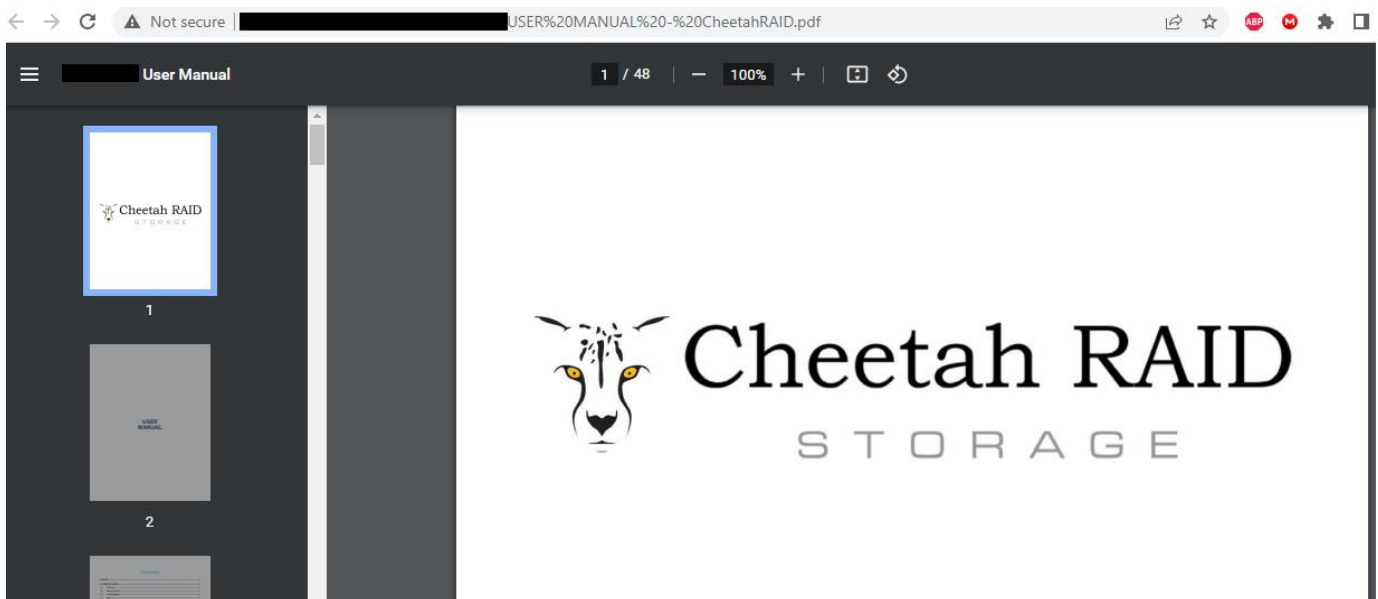 Not secure | USER%20MANUAL%20-%20CheetahRAID.pdf
ABP M
User Manual 1 / 48 | − 100% + |
Cheetah RAID
STORAGE
1
USER
MANUAL
2
Cheetah RAID
STORAGE